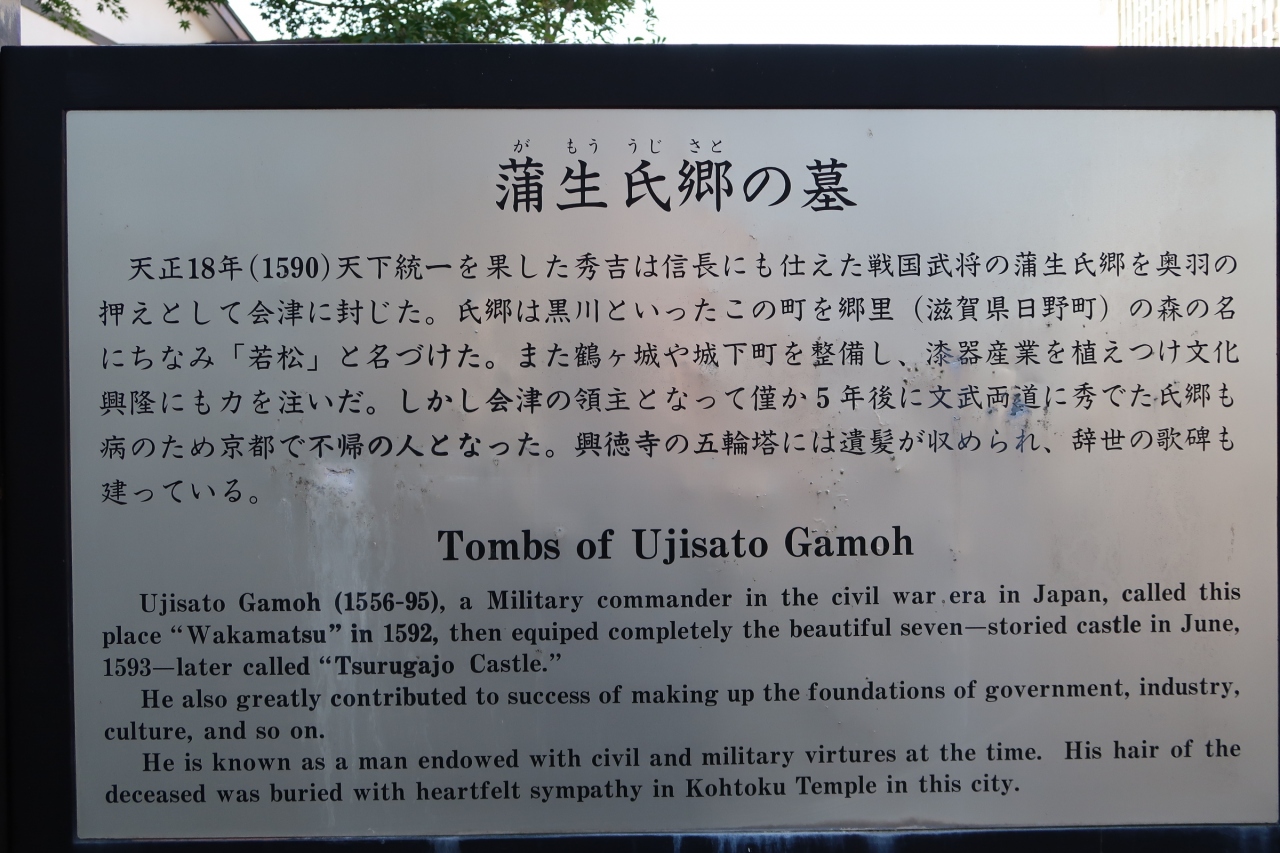 が もう うじ さと
蒲生氏郷の墓
天正18年(1590)天下統一を果した秀吉は信長にも仕えた戦国武将の蒲生氏郷を奥羽の
押えとして会津に封じた。氏郷は黒川といったこの町を郷里（滋賀県日野町）の森の名
にちなみ「若松」と名づけた。また鶴ヶ城や城下町を整備し、漆器産業を植えつけ文化
興隆にも力を注いだ。しかし会津の領主となって僅か5年後に文武両道に秀でた氏郷も
病のため京都で不帰の人となった。興徳寺の五輪塔には遺髪が収められ、辞世の歌碑も
建っている。
Tombs of Ujisato Gamoh
Ujisato Gamoh (1556-95), a Military commander in the civil war era in Japan, called this
place “Wakamatsu” in 1592, then equiped completely the beautiful seven—storied castle in June,
1593—later called “Tsurugajo Castle.”
He also greatly contributed to success of making up the foundations of government, industry,
culture, and so on.
He is known as a man endowed with civil and military virtures at the time. His hair of the
deceased was buried with heartfelt sympathy in Kohtoku Temple in this city.